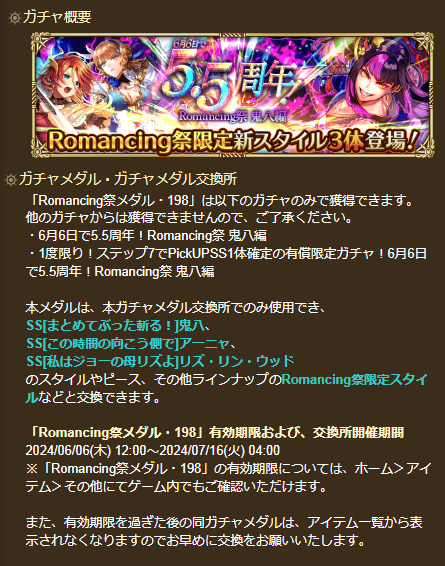 ガチャ概要
6月6日で
5.5周年!
Romancing祭 鬼八編
Romancing祭限定新スタイル3体登場!
ガチャメダル・ガチャメダル交換所
「Romancing祭メダル・198」は以下のガチャのみで獲得できます。
他のガチャからは獲得できませんので、ご了承ください。
・6月6日で5.5周年！Romancing祭 鬼八編
・1度限り！ステップ7でPickUPSS1体確定の有償限定ガチャ！6月6日
で5.5周年！Romancing祭 鬼八編
本メダルは、本ガチャメダル交換所でのみ使用でき、
SS[まとめてぶった斬る！]鬼八、
SS[この時間の向こう側で]アーニャ、
SS[私はジョーの母リズよ]リズ・リン・ウッド
のスタイルやピース、その他ラインナップのRomancing祭限定スタイ
ルなどと交換できます。
「Romancing祭メダル・198」有効期限および、交換所開催期間
2024/06/06(木) 12:00～2024/07/16(火) 04:00
※「Romancing祭メダル・198」の有効期限については、ホーム＞アイ
テム＞その他にてゲーム内でもご確認いただけます。
また、有効期限を過ぎた後の同ガチャメダルは、アイテム一覧から表
示されなくなりますのでお早めに交換をお願いいたします。